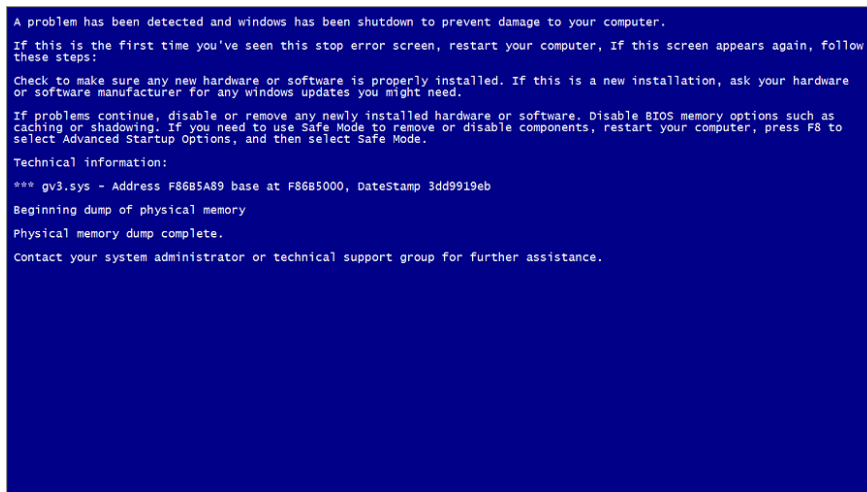 A problem has been detected and windows has been shutdown to prevent damage to your computer.
If this is the first time you've seen this stop error screen, restart your computer, If this screen appears again, follow
these steps:
Check to make sure any new hardware or software is properly installed. If this is a new installation, ask your hardware
or software manufacturer for any windows updates you might need.
If problems continue, disable or remove any newly installed hardware or software. Disable BIOS memory options such as
caching or shadowing. If you need to use Safe Mode to remove or disable components, restart your computer, press F8 to
select Advanced Startup Options, and then select Safe Mode.
Technical information:
*** gv3.sys - Address F86B5A89 base at F86B5000, DateStamp 3dd9919eb
Beginning dump of physical memory
Physical memory dump complete.
Contact your system administrator or technical support group for further assistance.